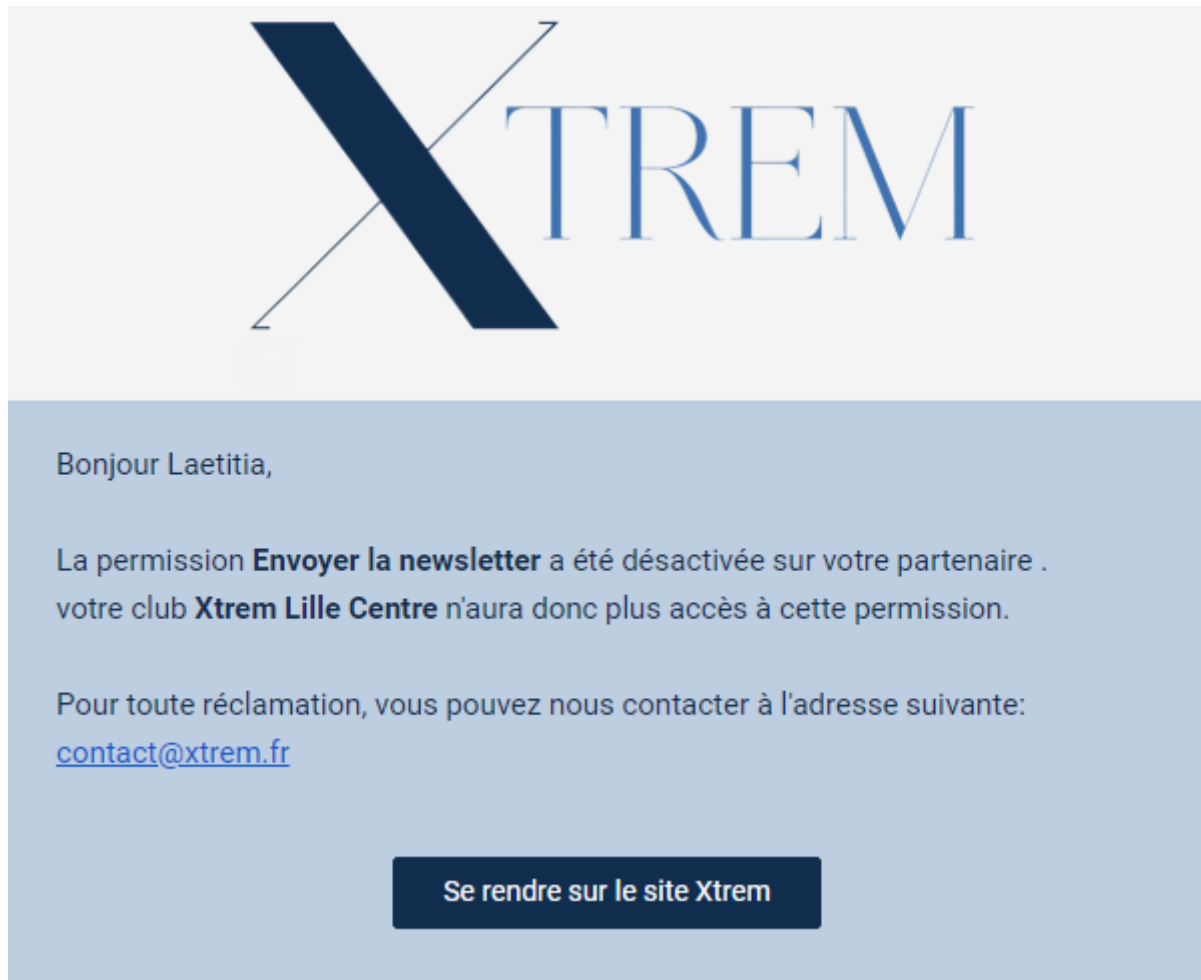 XTREM
Bonjour Laetitia,
La permission Envoyer la newsletter a été désactivée sur votre partenaire .
votre club Xtrem Lille Centre n'aura donc plus accès à cette permission.
Pour toute réclamation, vous pouvez nous contacter à l'adresse suivante:
contact@xtrem.fr
Se rendre sur le site Xtrem